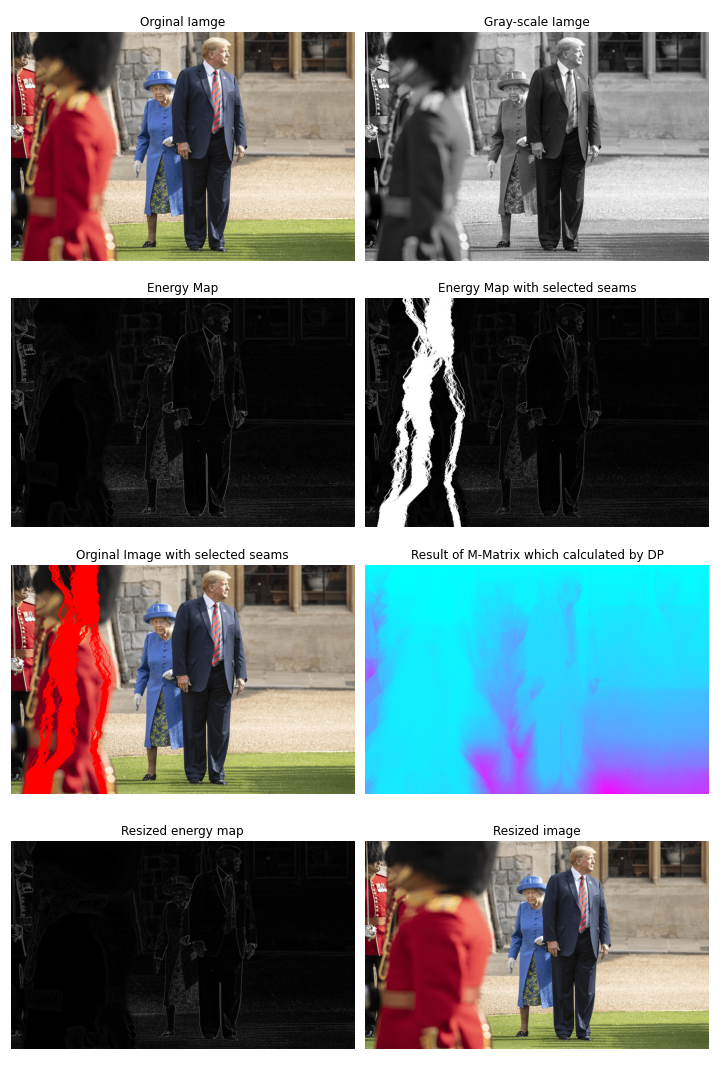 Orginal Iamge
Gray-scale Iamge
Energy Map
Energy Map with selected seams
Orginal Image with selected seams
Result of M-Matrix which calculated by DP
Resized energy map
Resized image